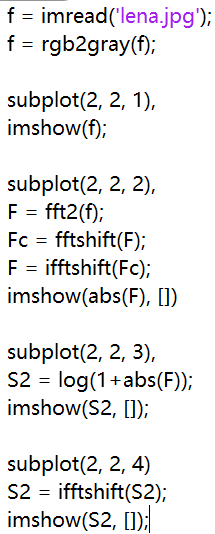 f = imread('lena.jpg');
f = rgb2gray(f);
subplot(2, 2, 1),
imshow(f);
subplot(2, 2, 2),
F = fft2(f);
Fc = fftshift(F);
F = ifftshift(Fc);
imshow(abs(F), [])
subplot(2, 2, 3),
S2 = log(1+abs(F));
imshow(S2, []);
subplot(2, 2, 4)
S2 = ifftshift(S2);
imshow(S2, []);